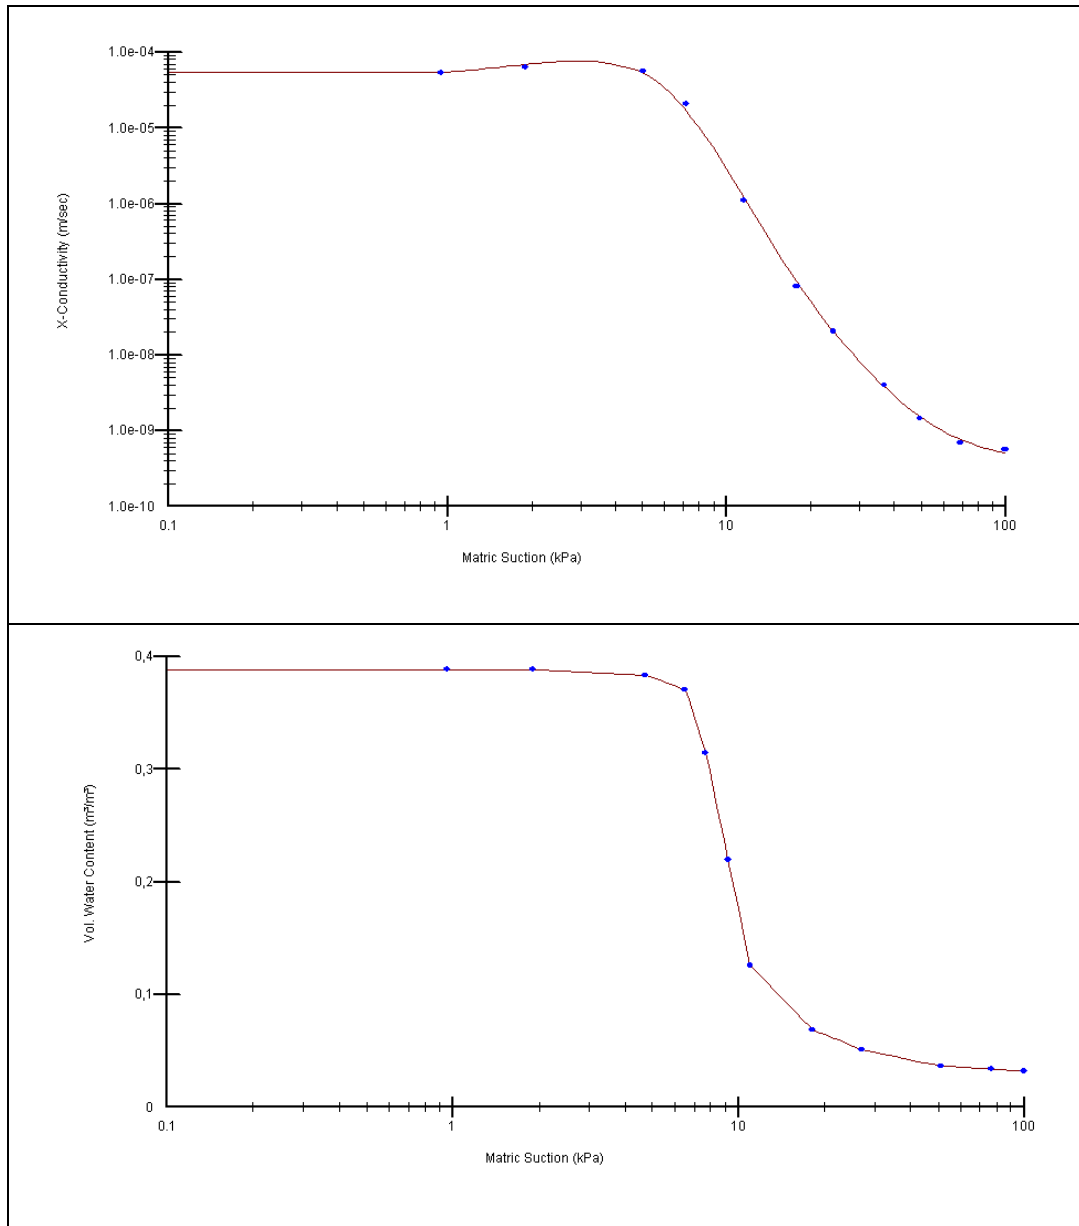 1.0e-04
1.0e-05
1.0e-06
1.0e-07
1.0e-08
1.0e-09
1.0e-10
X-Conductivity (m/sec)
0.1 1 10 100
Matric Suction (kPa)
0,4
0,3
0,2
0,1
0
Vol. Water Content (m³/m³)
0.1 1 10 100
Matric Suction (kPa)